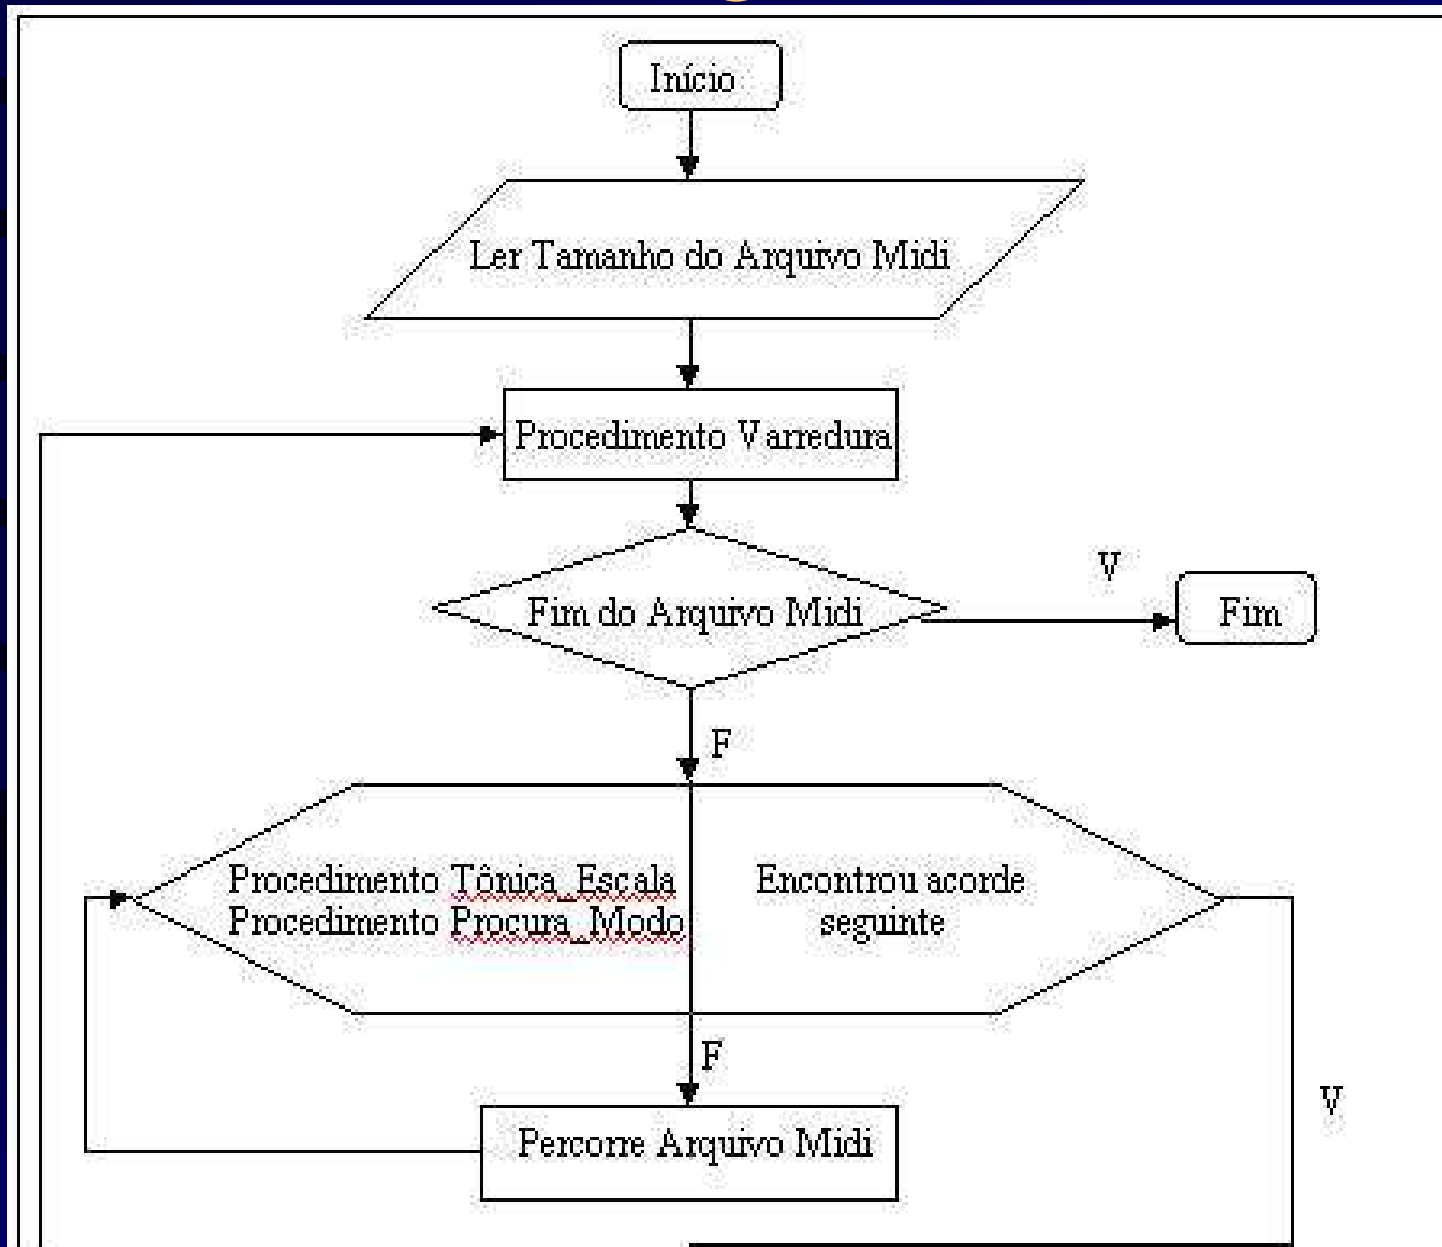 Início
Ler Tamanho do Arquivo Midi
Procedimento Varredura
Fim do Arquivo Midi
V
Fim
F
Procedimento Tônica_Escala
Procedimento Procura_Modo
Encontrou acorde
seguinte
F
V
Percorre Arquivo Midi